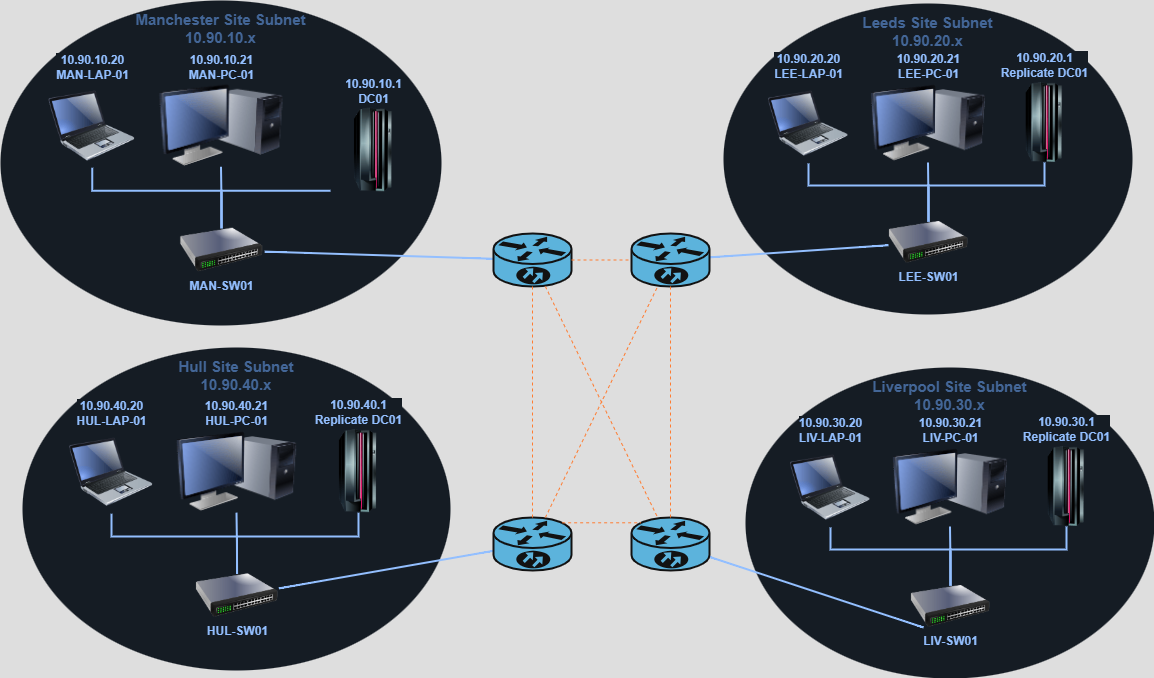 Manchester Site Subnet
10.90.10.x
10.90.10.20
MAN-LAP-01
10.90.10.21
MAN-PC-01
10.90.10.1
DC01
MAN-SW01
Leeds Site Subnet
10.90.20.x
10.90.20.20
LEE-LAP-01
10.90.20.21
LEE-PC-01
10.90.20.1
Replicate DC01
LEE-SW01
Hull Site Subnet
10.90.40.x
10.90.40.20
HUL-LAP-01
10.90.40.21
HUL-PC-01
10.90.40.1
Replicate DC01
HUL-SW01
Liverpool Site Subnet
10.90.30.x
10.90.30.20
LIV-LAP-01
10.90.30.21
LIV-PC-01
10.90.30.1
Replicate DC01
LIV-SW01